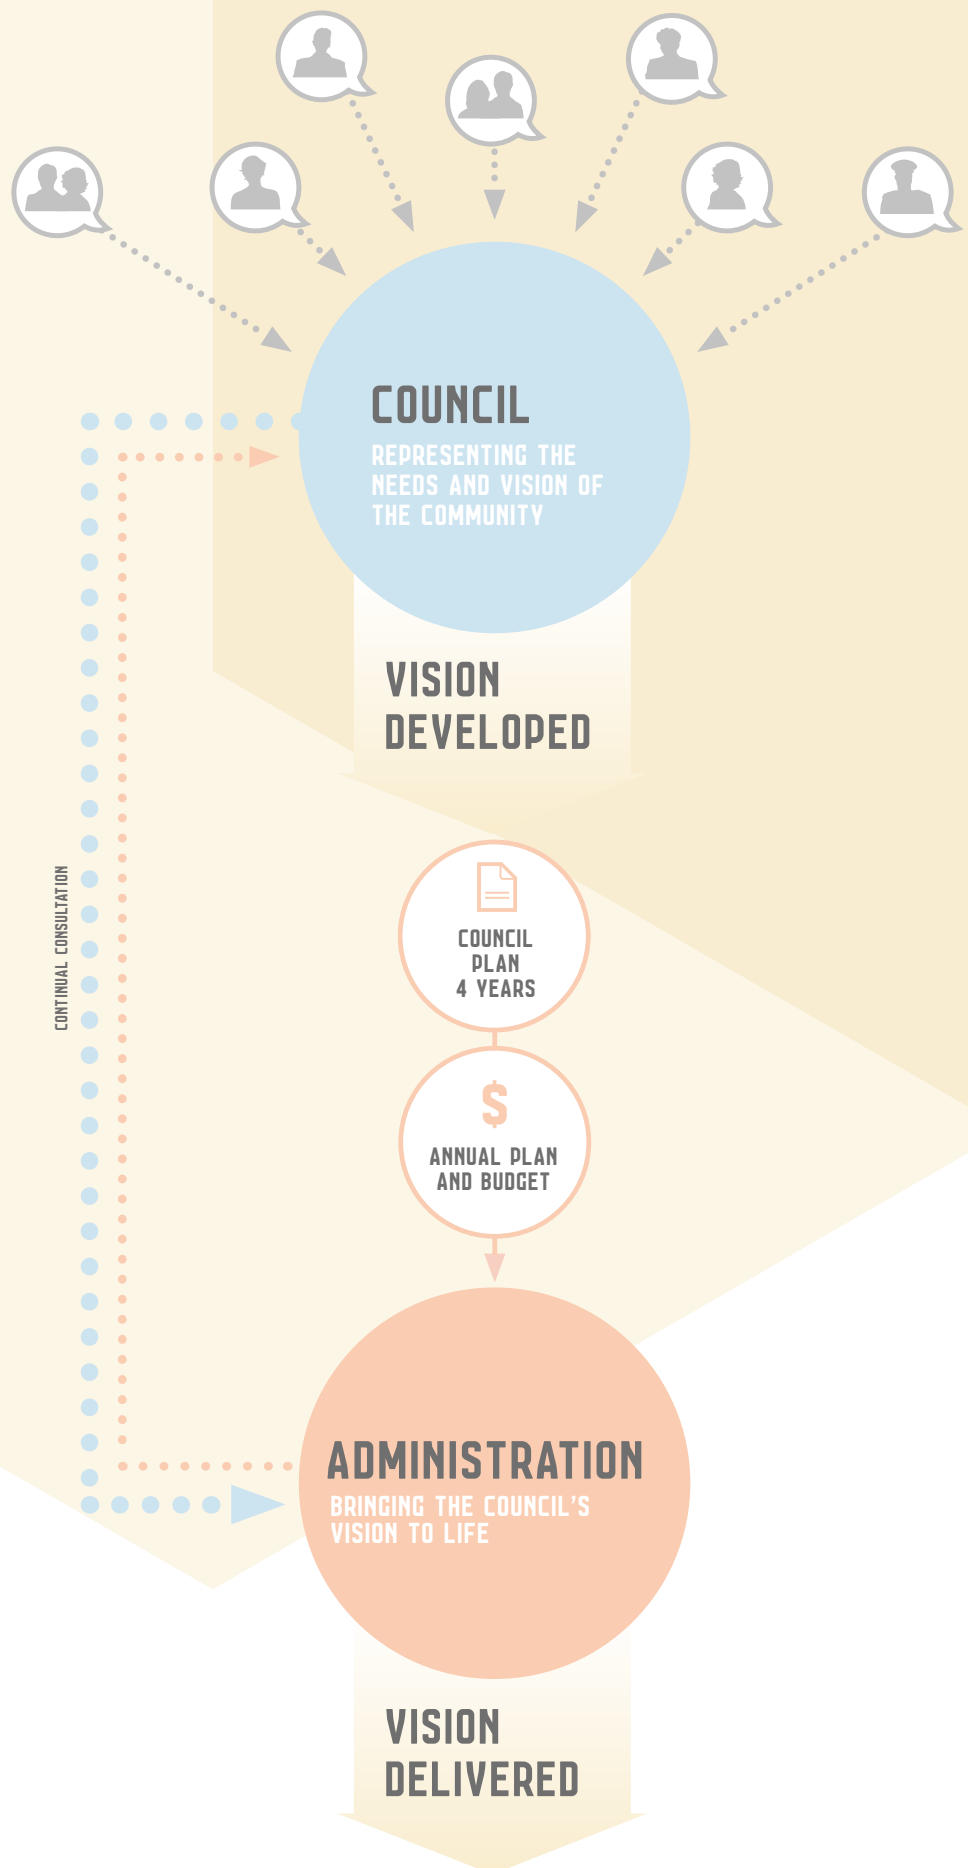 COUNCIL
REPRESENTING THE
NEEDS AND VISION OF
THE COMMUNITY
VISION
DEVELOPED
CONTINUAL CONSULTATION
COUNCIL
PLAN
4 YEARS
$
ANNUAL PLAN
AND BUDGET
ADMINISTRATION
BRINGING THE COUNCIL'S
VISION TO LIFE
VISION
DELIVERED